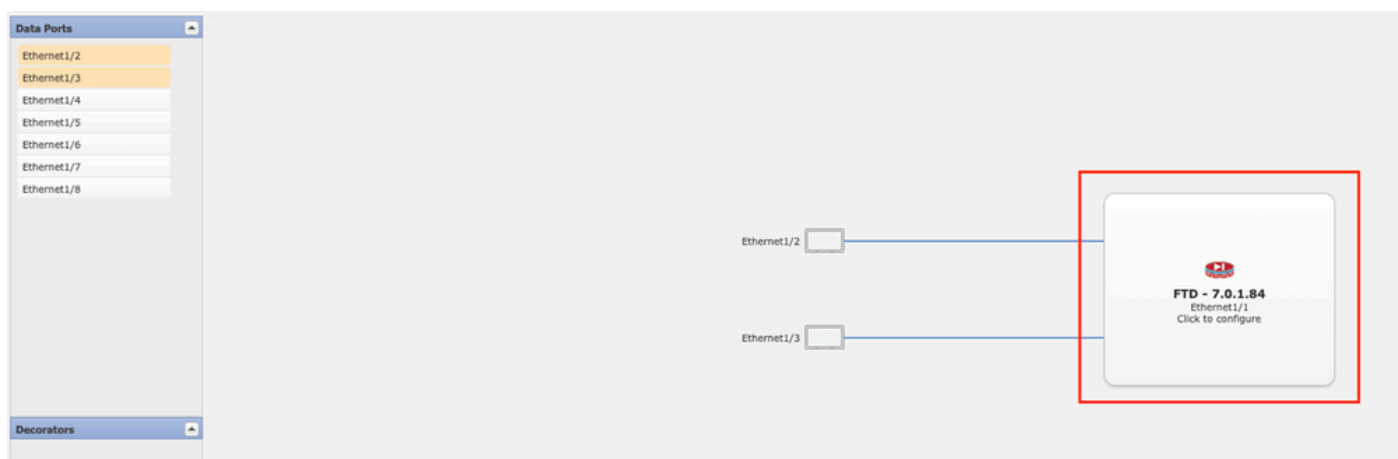 Data Ports
Ethernet1/2
Ethernet1/3
Ethernet1/4
Ethernet1/5
Ethernet1/6
Ethernet1/7
Ethernet1/8
Ethernet1/2
Ethernet1/3
FTD - 7.0.1.84
Ethernet1/1
Click to configure
Decorators